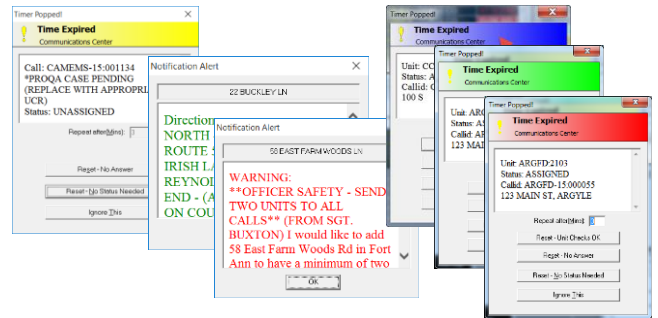 Timer Popped!
Time Expired
Communications Center
Call: CAMEMS-15:001134
*PROQA CASE PENDING
(REPLACE WITH APPROPRI
UCR)
Status: UNASSIGNED
Repeat after(Mins):
Reset - No Answer
Reset - No Status Needed
Ignore This
Notification Alert
22 BUCKLEY LN
Direction
NORTH
ROUTE
IRISH LA
REYNOL
END - (A
ON COU
Notification Alert
58 EAST FARM WOODS LN
WARNING:
**OFFICER SAFETY - SEND
TWO UNITS TO ALL
CALLS** (FROM SGT.
BUXTON) I would like to add
58 East Farm Woods Rd in Fort
Ann to have a minimum of two
OK
Timer Popped!
Time Expired
Communications Center
Unit: CC
Status: A
Callid: C
100 S
Timer Popped!
Time Expired
Communications Center
Unit: ARG
Status: AS
Callid: AR
123 MAI
Timer Popped!
Time Expired
Communications Center
Unit: ARGFD:2103
Status: ASSIGNED
Callid: ARGFD-15:000055
123 MAIN ST, ARGYLE
Repeat after(Mins):
Reset - Unit Checks OK
Reset - No Answer
Reset - No Status Needed
Ignore This